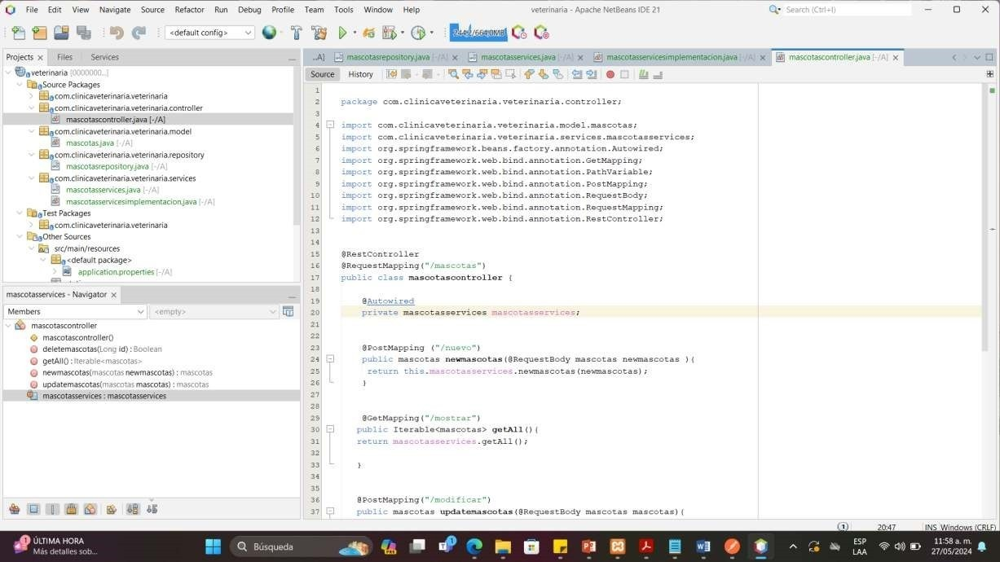 File Edit View Navigate Source Refactor Run Debug Profile Team Tools Window Help
veterinaria - Apache NetBeans IDE 21
Search (Ctrl+I)
<default config>
Projects × Files Services
veterinaria
Source Packages
com.clinicaveterinaria.veterinaria
com.clinicaveterinaria.veterinaria.controller
mascotascontroller.java [-/A]
com.clinicaveterinaria.veterinaria.model
mascotas.java [-/A]
com.clinicaveterinaria.veterinaria.repository
mascotasrepository.java [-/A]
com.clinicaveterinaria.veterinaria.services
mascotasservices.java [-/A]
mascotasservicesimplementacion.java [-/A]
Test Packages
com.clinicaveterinaria.veterinaria
Other Sources
src/main/resources
<default package>
application.properties [-/A]
mascotasservices - Navigator ×
Members
<empty>
mascotascontroller
mascotascontroller()
deletemascotas(Long id) : Boolean
getAll() : Iterable<mascotas>
newmascotas(mascotas newmascotas) : mascotas
updatemascotas(mascotas mascotas) : mascotas
mascotasservices : mascotasservices
...A] mascotasrepository.java [-/A] × mascotasservices.java [-/A] × mascotasservicesimplementacion.java [-/A] × mascotascontroller.java [-/A] ×
Source History
1
2 package com.clinicaveterinaria.veterinaria.controller;
3
4 import com.clinicaveterinaria.veterinaria.model.mascotas;
5 import com.clinicaveterinaria.veterinaria.services.mascotasservices;
6 import org.springframework.beans.factory.annotation.Autowired;
7 import org.springframework.web.bind.annotation.GetMapping;
8 import org.springframework.web.bind.annotation.PathVariable;
9 import org.springframework.web.bind.annotation.PostMapping;
10 import org.springframework.web.bind.annotation.RequestBody;
11 import org.springframework.web.bind.annotation.RequestMapping;
12 import org.springframework.web.bind.annotation.RestController;
13
14
15 @RestController
16 @RequestMapping("/mascotas")
17 public class mascotascontroller {
18
19 @Autowired
20 private mascotasservices mascotasservices;
21
22
23 @PostMapping ("/nuevo")
24 public mascotas newmascotas(@RequestBody mascotas newmascotas ){
25 return this.mascotasservices.newmascotas(newmascotas);
26 }
27
28
29 @GetMapping("/mostrar")
30 public Iterable<mascotas> getAll(){
31 return mascotasservices.getAll();
32
33 }
34
35
36 @PostMapping("/modificar")
37 public mascotas updatemascotas(@RequestBody mascotas mascotas){
1 20:47 INS Windows (CRLF)
ÚLTIMA HORA
Más detalles so...
Búsqueda
ESP
LAA
11:58 a. m.
27/05/2024